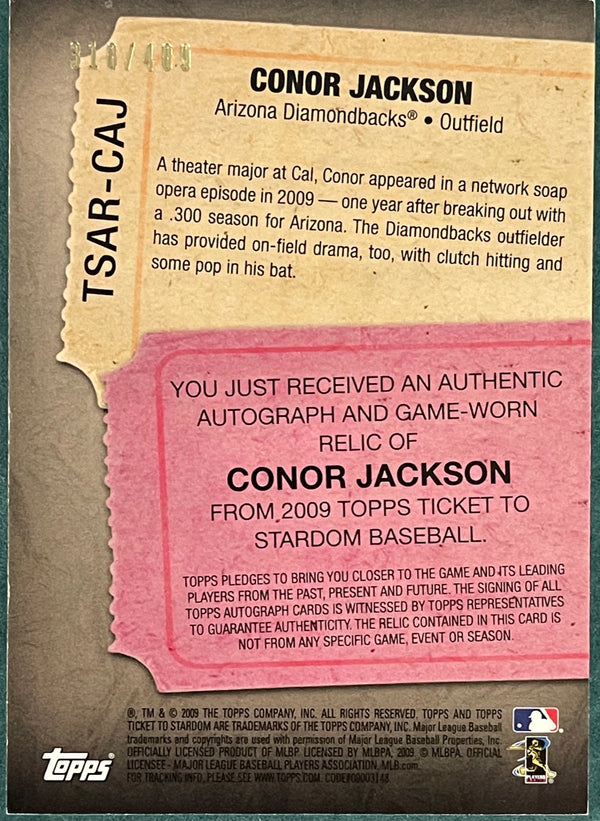 318/489
CONOR JACKSON
Arizona Diamondbacks® • Outfield
TSAR-CAJ
A theater major at Cal, Conor appeared in a network soap
opera episode in 2009 — one year after breaking out with
a .300 season for Arizona. The Diamondbacks outfielder
has provided on-field drama, too, with clutch hitting and
some pop in his bat.
YOU JUST RECEIVED AN AUTHENTIC
AUTOGRAPH AND GAME-WORN
RELIC OF
CONOR JACKSON
FROM 2009 TOPPS TICKET TO
STARDOM BASEBALL.
TOPPS PLEDGES TO BRING YOU CLOSER TO THE GAME AND ITS LEADING
PLAYERS FROM THE PAST, PRESENT AND FUTURE. THE SIGNING OF ALL
TOPPS AUTOGRAPH CARDS IS WITNESSED BY TOPPS REPRESENTATIVES
TO GUARANTEE AUTHENTICITY. THE RELIC CONTAINED IN THIS CARD IS
NOT FROM ANY SPECIFIC GAME, EVENT OR SEASON.
®, TM & © 2009 THE TOPPS COMPANY, INC. ALL RIGHTS RESERVED. TOPPS AND TOPPS
TICKET TO STARDOM ARE TRADEMARKS OF THE TOPPS COMPANY, INC. Major League Baseball
trademarks and copyrights are used with permission of Major League Baseball Properties, Inc.
OFFICIALLY LICENSED PRODUCT OF MLBP. LICENSED BY MLBPA, 2009. © MLBPA. OFFICIAL
LICENSEE - MAJOR LEAGUE BASEBALL PLAYERS ASSOCIATION. MLB.com
FOR TRACKING INFO, PLEASE SEE WWW.TOPPS.COM. CODE#00003148
topps
PLAYERS